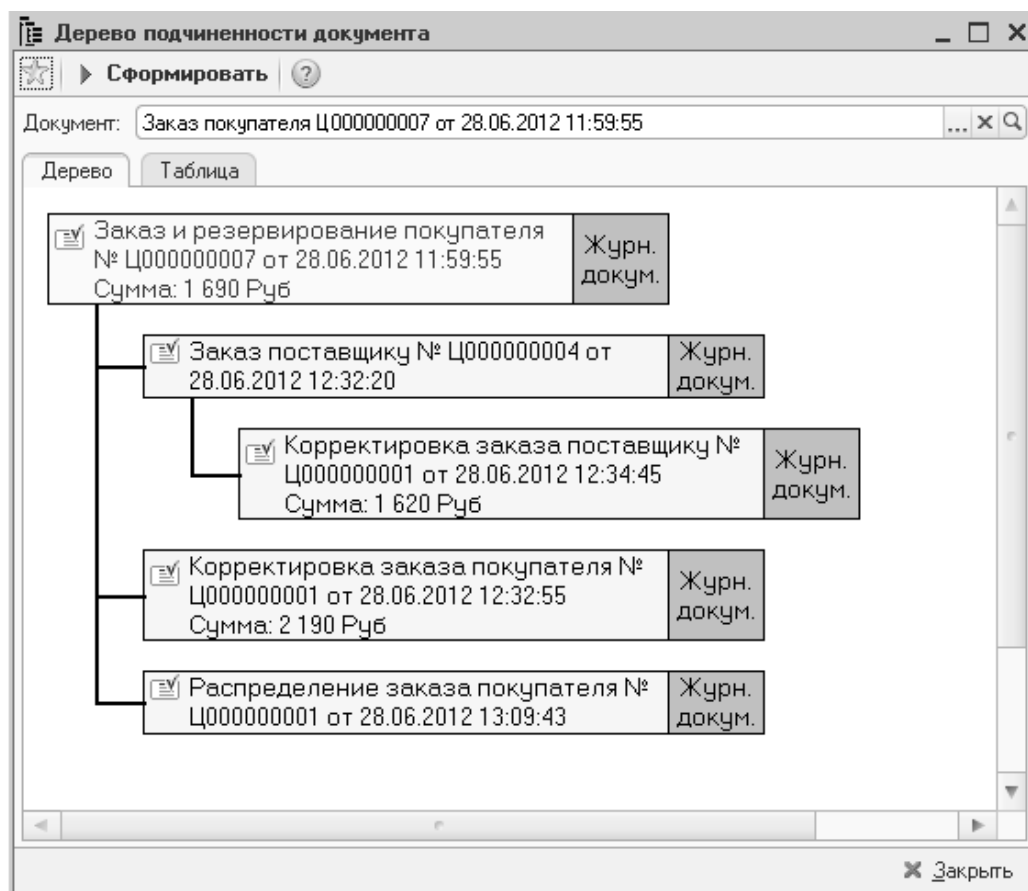 Дерево подчиненности документа
Сформировать
Документ: Заказ покупателя Ц000000007 от 28.06.2012 11:59:55
Дерево Таблица
Заказ и резервирование покупателя
№ Ц000000007 от 28.06.2012 11:59:55
Сумма: 1 690 Руб
Журн.
докум.
Заказ поставщику № Ц000000004 от
28.06.2012 12:32:20
Журн.
докум.
Корректировка заказа поставщику №
Ц000000001 от 28.06.2012 12:34:45
Сумма: 1 620 Руб
Журн.
докум.
Корректировка заказа покупателя №
Ц000000001 от 28.06.2012 12:32:55
Сумма: 2 190 Руб
Журн.
докум.
Распределение заказа покупателя №
Ц000000001 от 28.06.2012 13:09:43
Журн.
докум.
Закрыть